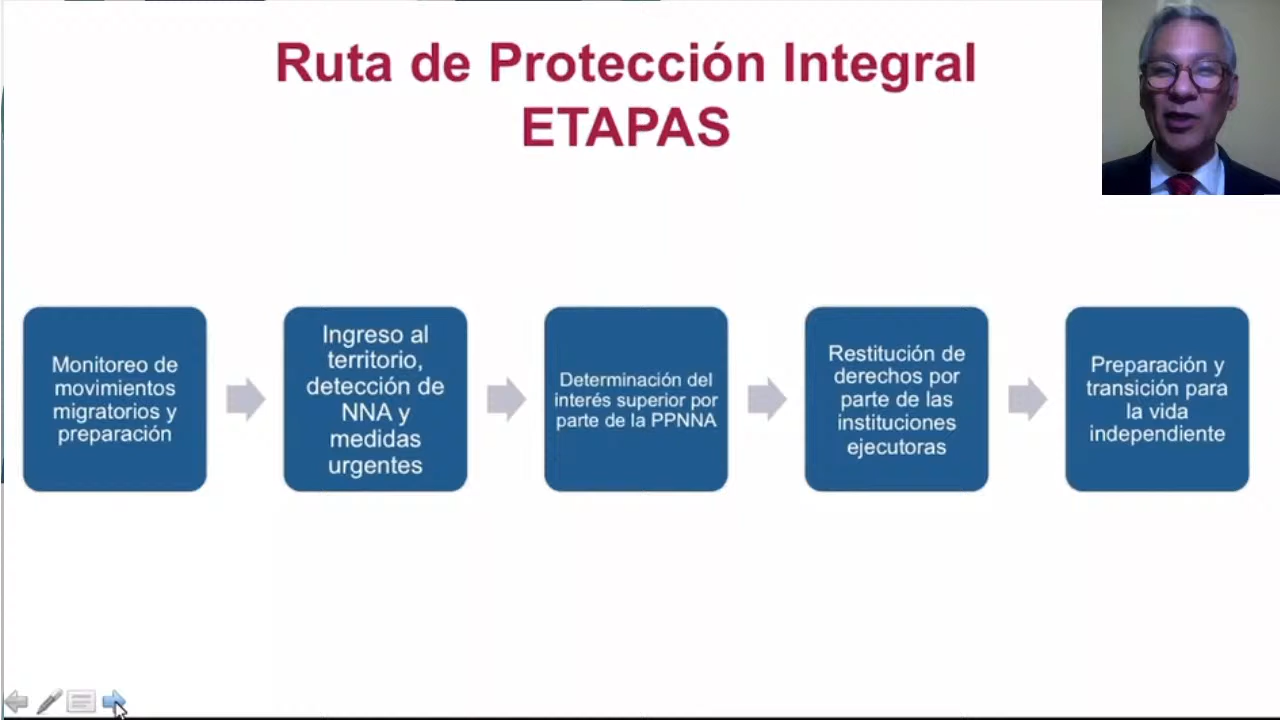 Ruta de Protección Integral
ETAPAS
Monitoreo de
movimientos
migratorios y
preparación
Ingreso al
territorio,
detección de
NNA y
medidas
urgentes
Determinación del
interés superior por
parte de la PPNNA
Restitución de
derechos por
parte de las
instituciones
ejecutoras
Preparación y
transición para
la vida
independiente